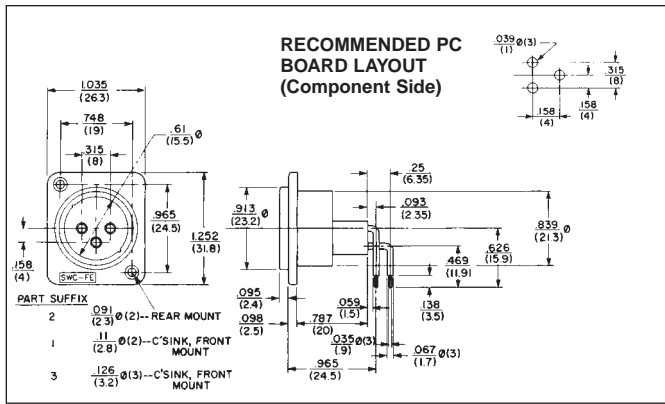 RECOMMENDED PC
BOARD LAYOUT
(Component Side)
.039 Ø(3)
(1)
.315
(8)
.158
(4)
.158
(4)
1.035
(26.3)
.748
(19)
.315
(8)
.61 Ø
(15.5)
.965
(24.5)
1.252
(31.8)
.158
(4)
SWC-FE
PART SUFFIX
2 .091 Ø(2)--REAR MOUNT
(2.3)
1 .11 Ø(2)--C'SINK, FRONT
(2.8) MOUNT
3 .126 Ø(3)--C'SINK, FRONT
(3.2) MOUNT
.25
(6.35)
.093
(2.35)
.913 Ø
(23.2)
.839 Ø
(21.3)
.626
(15.9)
.469
(11.9)
.095
(2.4)
.098
(2.5)
.787
(20)
.059
(1.5)
.138
(3.5)
.035 Ø(3)
(.9)
.067 Ø(3)
(1.7)
.965
(24.5)